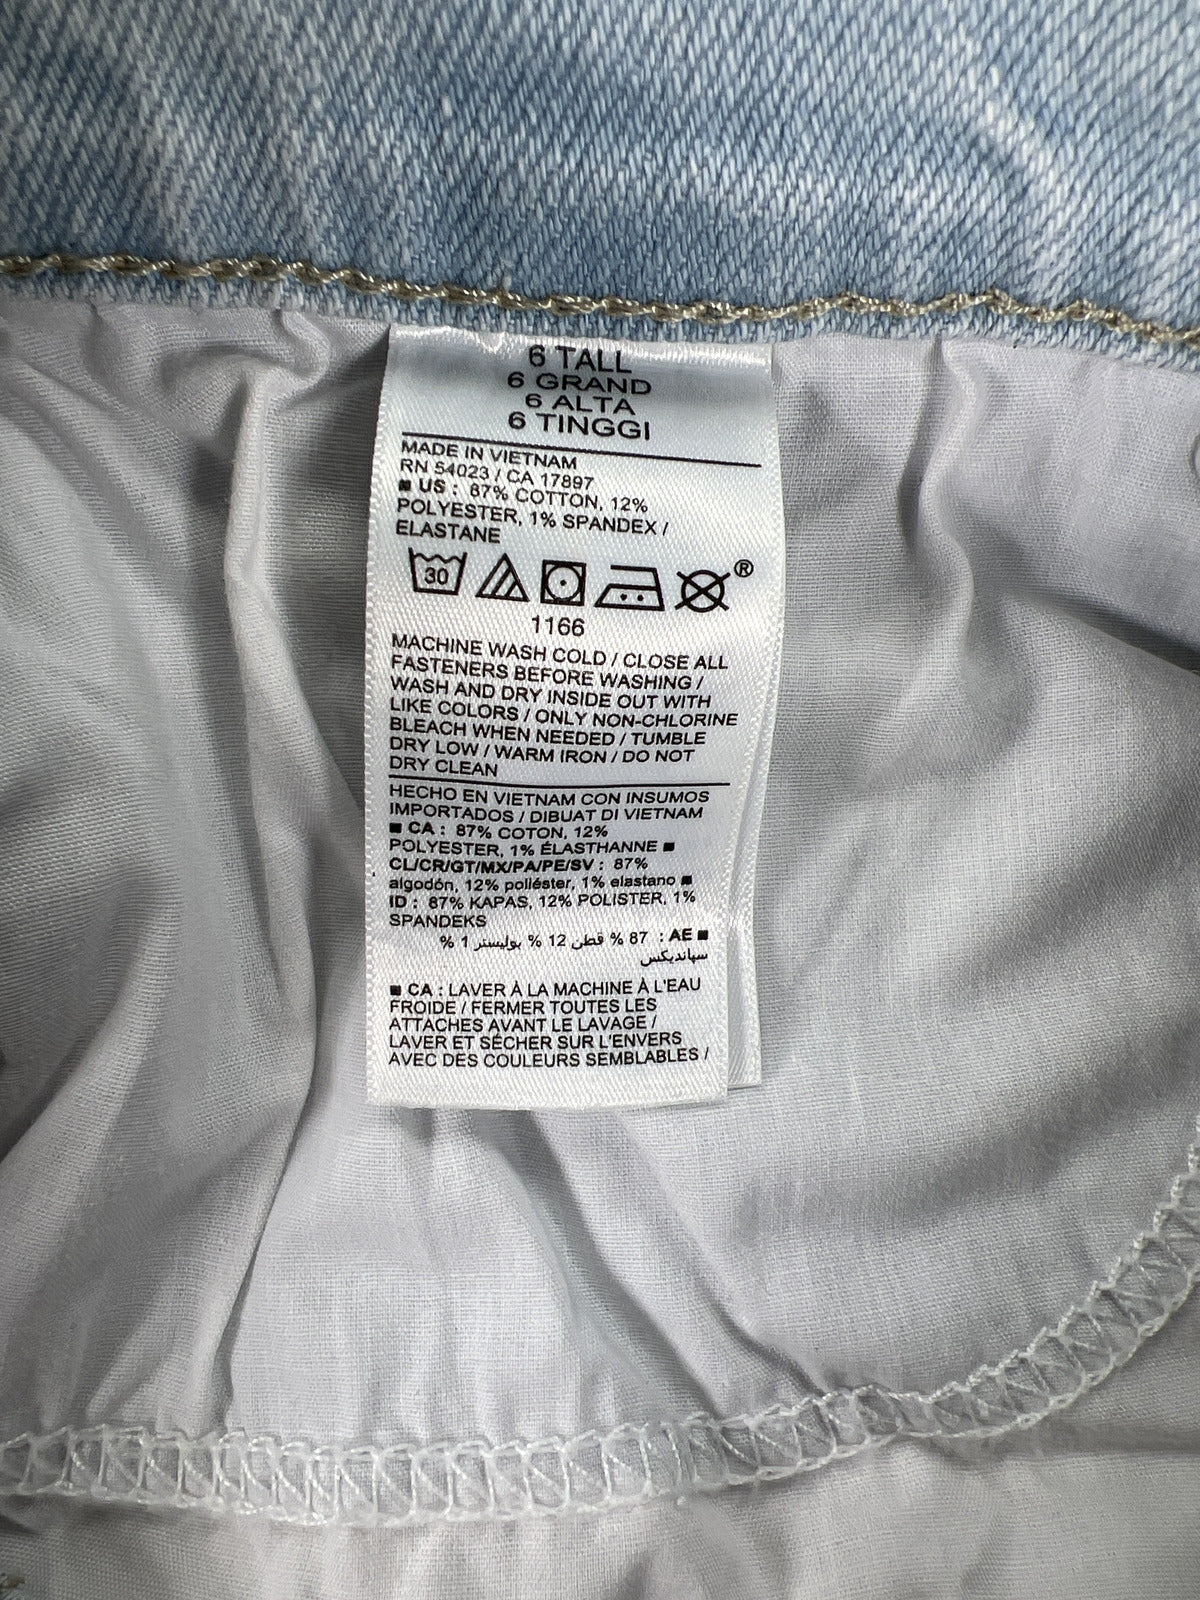 6 TALL
6 GRAND
6 ALTA
6 TINGGI
MADE IN VIETNAM
RN 54023 / CA 17897
■ US : 87% COTTON, 12%
POLYESTER, 1% SPANDEX /
ELASTANE
30
®
1166
MACHINE WASH COLD / CLOSE ALL
FASTENERS BEFORE WASHING /
WASH AND DRY INSIDE OUT WITH
LIKE COLORS / ONLY NON-CHLORINE
BLEACH WHEN NEEDED / TUMBLE
DRY LOW / WARM IRON / DO NOT
DRY CLEAN
HECHO EN VIETNAM CON INSUMOS
IMPORTADOS / DIBUAT DI VIETNAM
■ CA : 87% COTON, 12%
POLYESTER, 1% ÉLASTHANNE ■
CL/CR/GT/MX/PA/PE/SV : 87%
algodón, 12% poliéster, 1% elastano ■
ID : 87% KAPAS, 12% POLISTER, 1%
SPANDEKS
■ AE : 87 % قطن 12 % بوليستر 1 %
سبانديكس
■ CA : LAVER À LA MACHINE À L'EAU
FROIDE / FERMER TOUTES LES
ATTACHES AVANT LE LAVAGE /
LAVER ET SÉCHER SUR L'ENVERS
AVEC DES COULEURS SEMBLABLES /